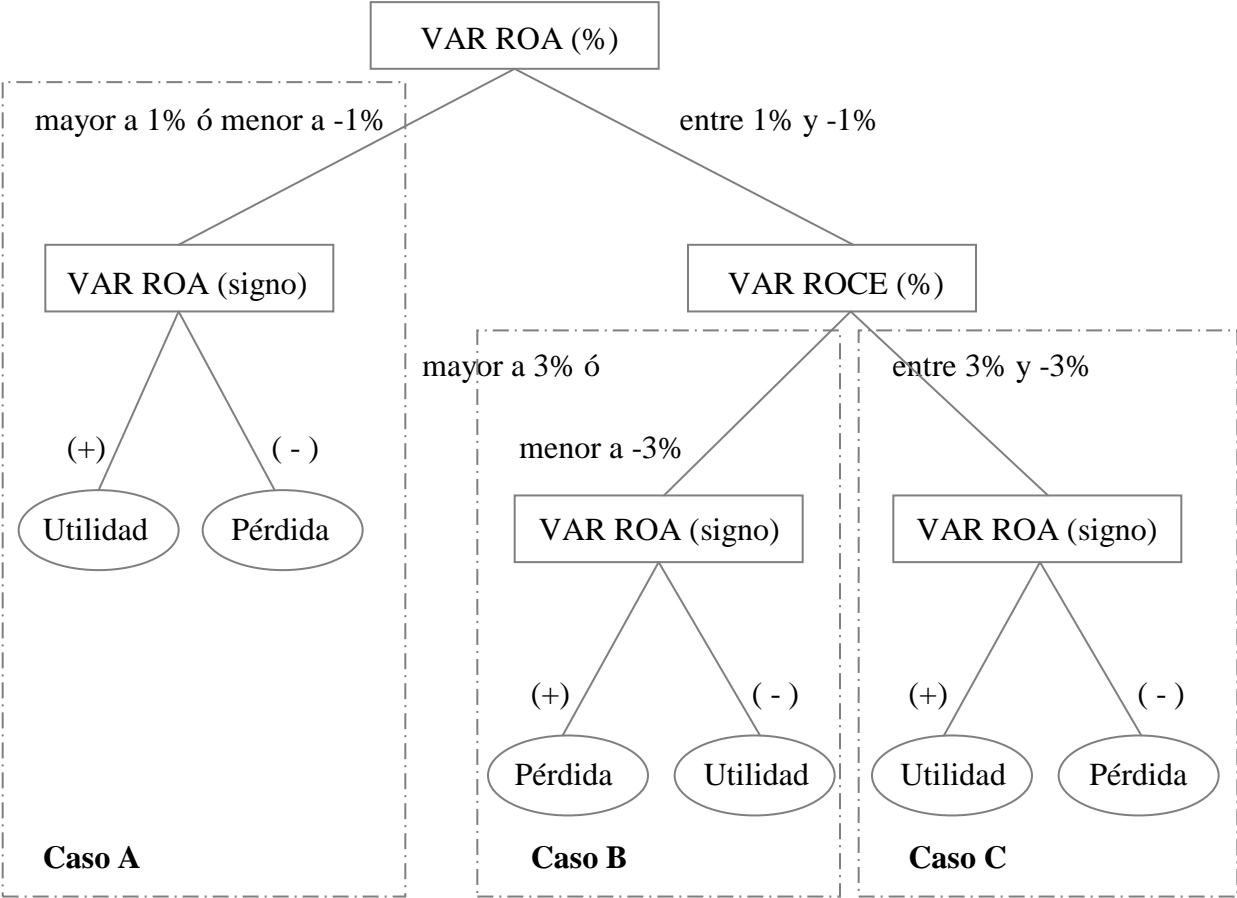 VAR ROA (%)
mayor a 1% ó menor a -1%
entre 1% y -1%
VAR ROA (signo)
VAR ROCE (%)
mayor a 3% ó
menor a -3%
entre 3% y -3%
(+)
( - )
Utilidad
Pérdida
VAR ROA (signo)
VAR ROA (signo)
(+)
( - )
(+)
( - )
Pérdida
Utilidad
Utilidad
Pérdida
Caso A
Caso B
Caso C